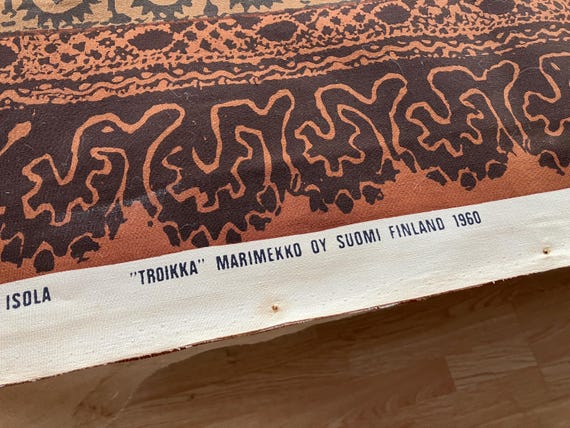 ISOLA "TROIKKA" MARIMEKKO OY SUOMI FINLAND 1960